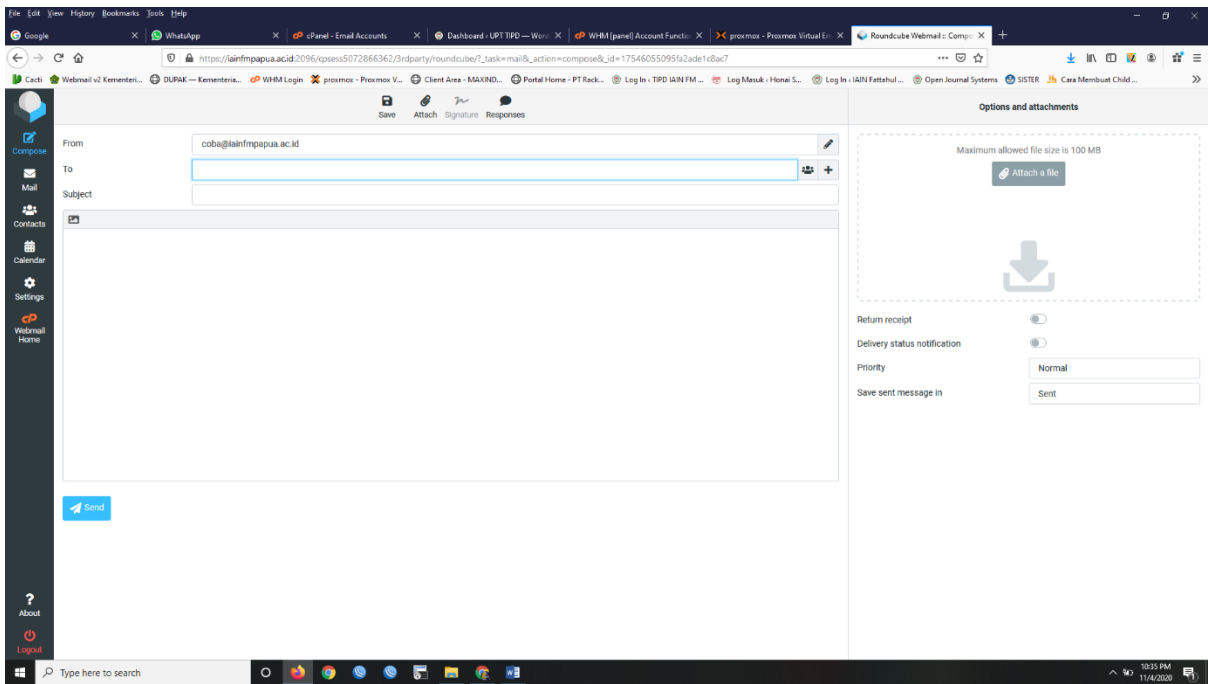 File Edit View History Bookmarks Tools Help
Google WhatsApp cPanel - Email Accounts Dashboard ‹ UPT TIPD — Word WHM [panel] Account Functio proxmox - Proxmox Virtual En Roundcube Webmail :: Compo
https://iainfmpapua.ac.id:2096/cpsess5072866362/3rdparty/roundcube/?_task=mail&_action=compose&_id=17546055095fa2ade1c8ac7
Cacti Webmail v2 Kementeri... DUPAK — Kementeria... WHM Login proxmox - Proxmox V... Client Area - MAXIND... Portal Home - PT Rack... Log In ‹ TIPD IAIN FM ... Log Masuk ‹ Honai S... Log In ‹ IAIN Fattahul ... Open Journal Systems SISTER Cara Membuat Child ...
Save Attach Signature Responses
Options and attachments
Compose
Mail
Contacts
Calendar
Settings
Webmail
Home
About
Logout
From coba@iainfmpapua.ac.id
To
Subject
Send
Maximum allowed file size is 100 MB
Attach a file
Return receipt
Delivery status notification
Priority Normal
Save sent message in Sent
Type here to search
10:35 PM
11/4/2020